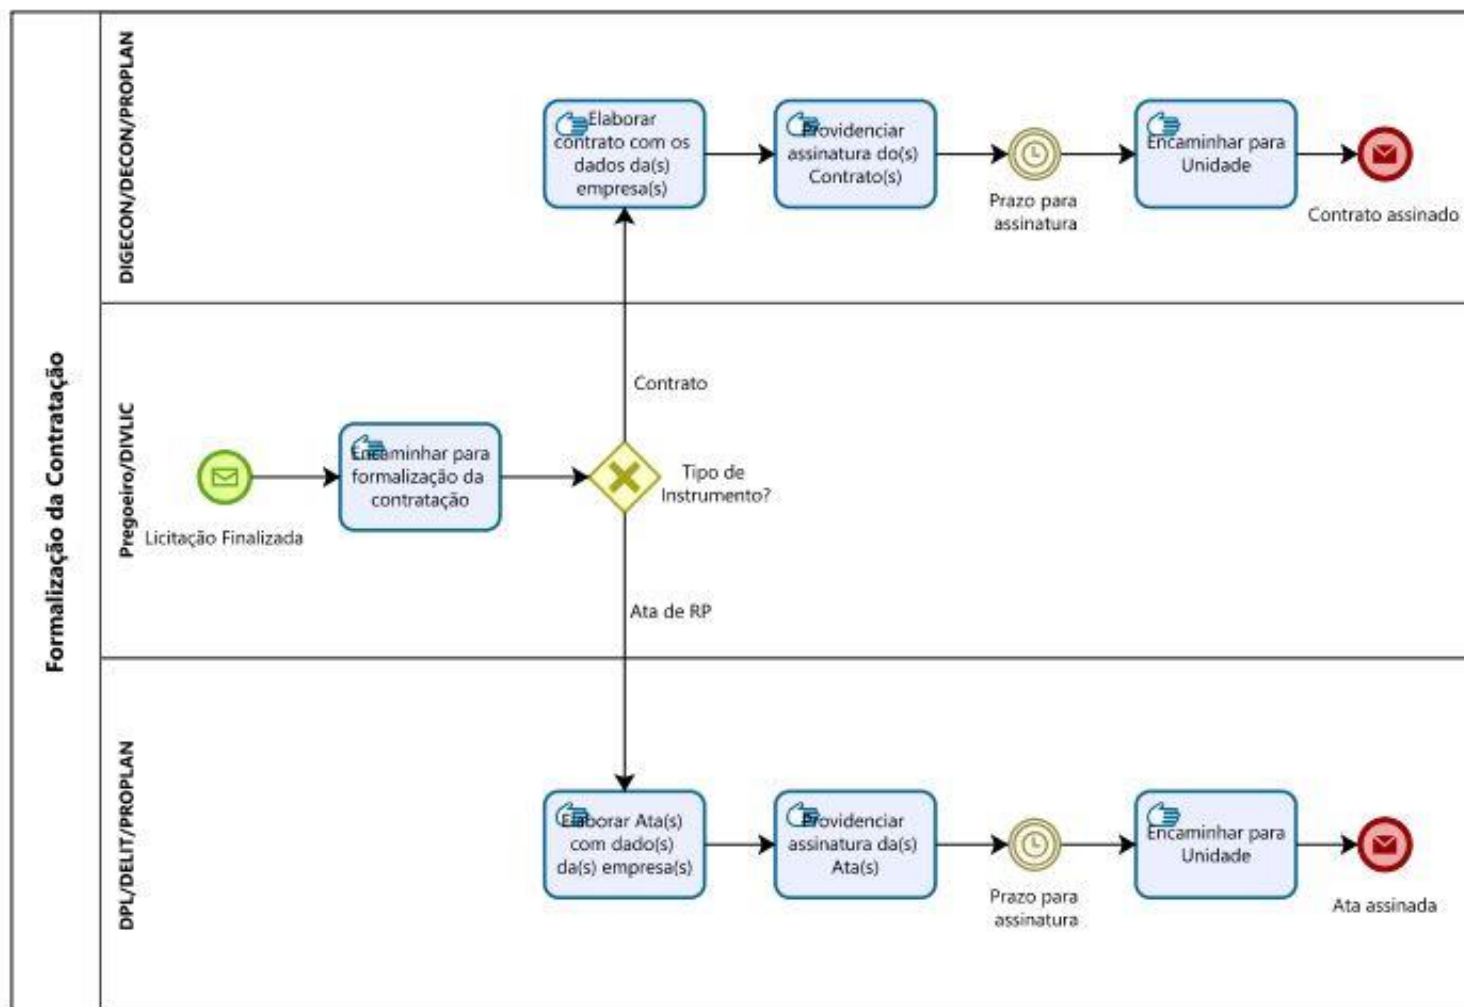 Formalização da Contratação
DIGECON/DECON/PROPLAN
Elaborar
contrato com os
dados da(s)
empresa(s)
Providenciar
assinatura do(s)
Contrato(s)
Prazo para
assinatura
Encaminhar para
Unidade
Contrato assinado
Pregoeiro/DIVLIC
Licitação Finalizada
Encaminhar para
formalização da
contratação
Contrato
Tipo de
Instrumento?
Ata de RP
DPL/DELIT/PROPLAN
Elaborar Ata(s)
com dado(s)
da(s) empresa(s)
Providenciar
assinatura da(s)
Ata(s)
Prazo para
assinatura
Encaminhar para
Unidade
Ata assinada